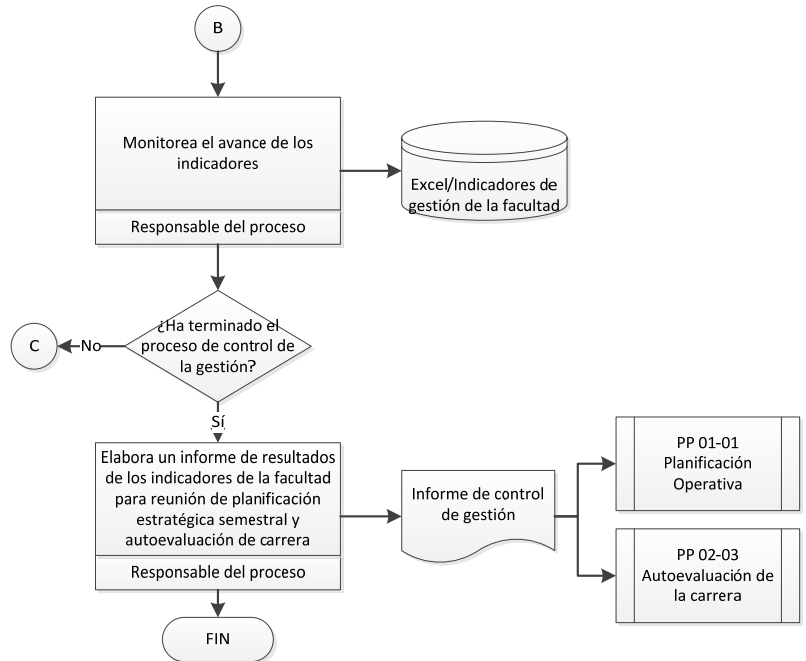 B
Monitorea el avance de los
indicadores
Responsable del proceso
Excel/Indicadores de
gestión de la facultad
¿Ha terminado el
proceso de control de
la gestión?
No
C
Sí
Elabora un informe de resultados
de los indicadores de la facultad
para reunión de planificación
estratégica semestral y
autoevaluación de carrera
Responsable del proceso
Informe de control
de gestión
PP 01-01
Planificación
Operativa
PP 02-03
Autoevaluación de
la carrera
FIN